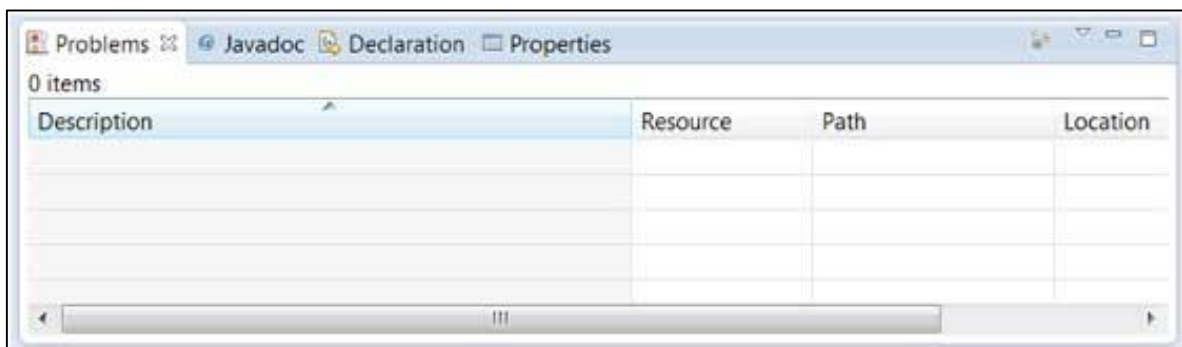 Problems Javadoc Declaration Properties
0 items
Description Resource Path Location